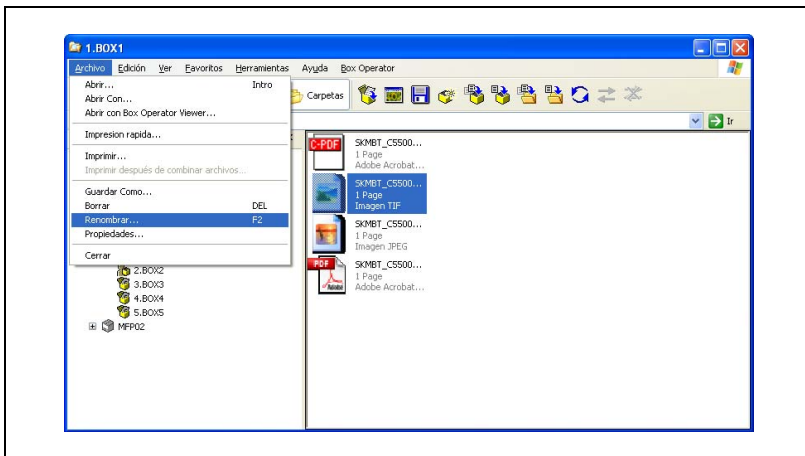 1.BOX1
Archivo Edición Ver Favoritos Herramientas Ayuda Box Operator
Abrir... Intro
Abrir Con...
Abrir con Box Operator Viewer...
Impresion rapida...
Imprimir...
Imprimir después de combinar archivos...
Guardar Como...
Borrar DEL
Renombrar... F2
Propiedades...
Cerrar
Carpetas
Ir
2.BOX2
3.BOX3
4.BOX4
5.BOX5
MFP02
C-PDF
SKMBT_C5500...
1 Page
Adobe Acrobat...
SKMBT_C5500...
1 Page
Imagen TIF
SKMBT_C5500...
1 Page
Imagen JPEG
PDF
Adobe
SKMBT_C5500...
1 Page
Adobe Acrobat...